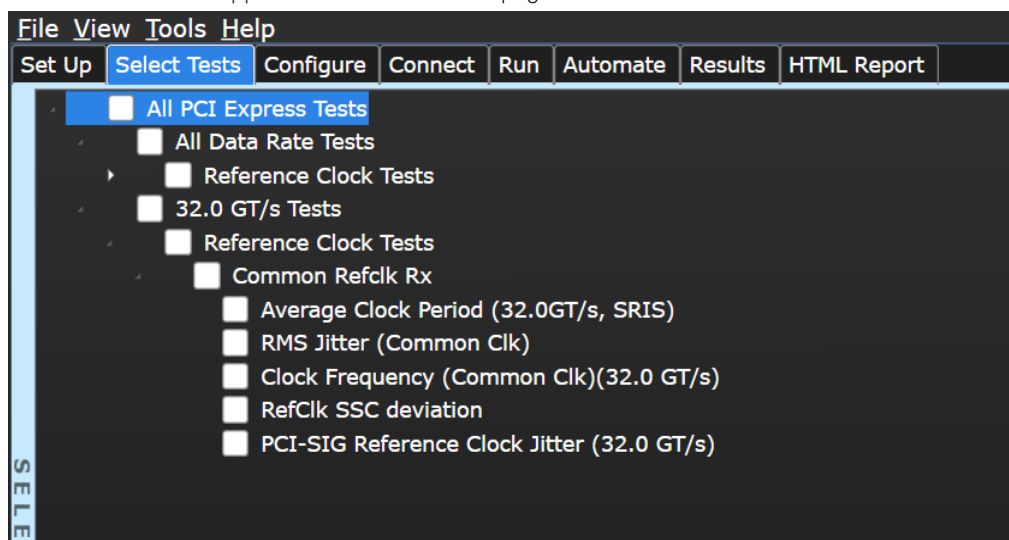 File View Tools Help
Set Up Select Tests Configure Connect Run Automate Results HTML Report
All PCI Express Tests
All Data Rate Tests
Reference Clock Tests
32.0 GT/s Tests
Reference Clock Tests
Common Refclk Rx
Average Clock Period (32.0GT/s, SRIS)
RMS Jitter (Common Clk)
Clock Frequency (Common Clk)(32.0 GT/s)
RefClk SSC deviation
PCI-SIG Reference Clock Jitter (32.0 GT/s)
SELE